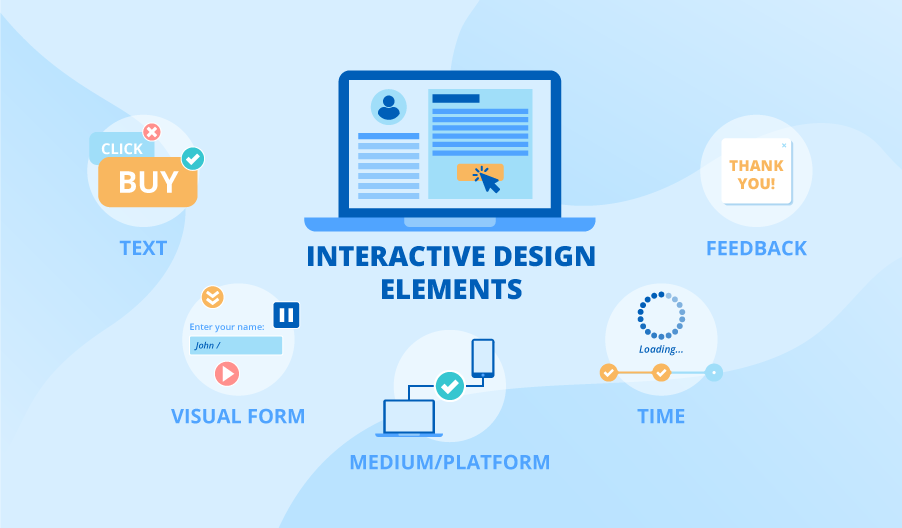 CLICK
BUY
TEXT
INTERACTIVE DESIGN
ELEMENTS
THANK
YOU!
FEEDBACK
Enter your name:
John /
VISUAL FORM
MEDIUM/PLATFORM
Loading...
TIME